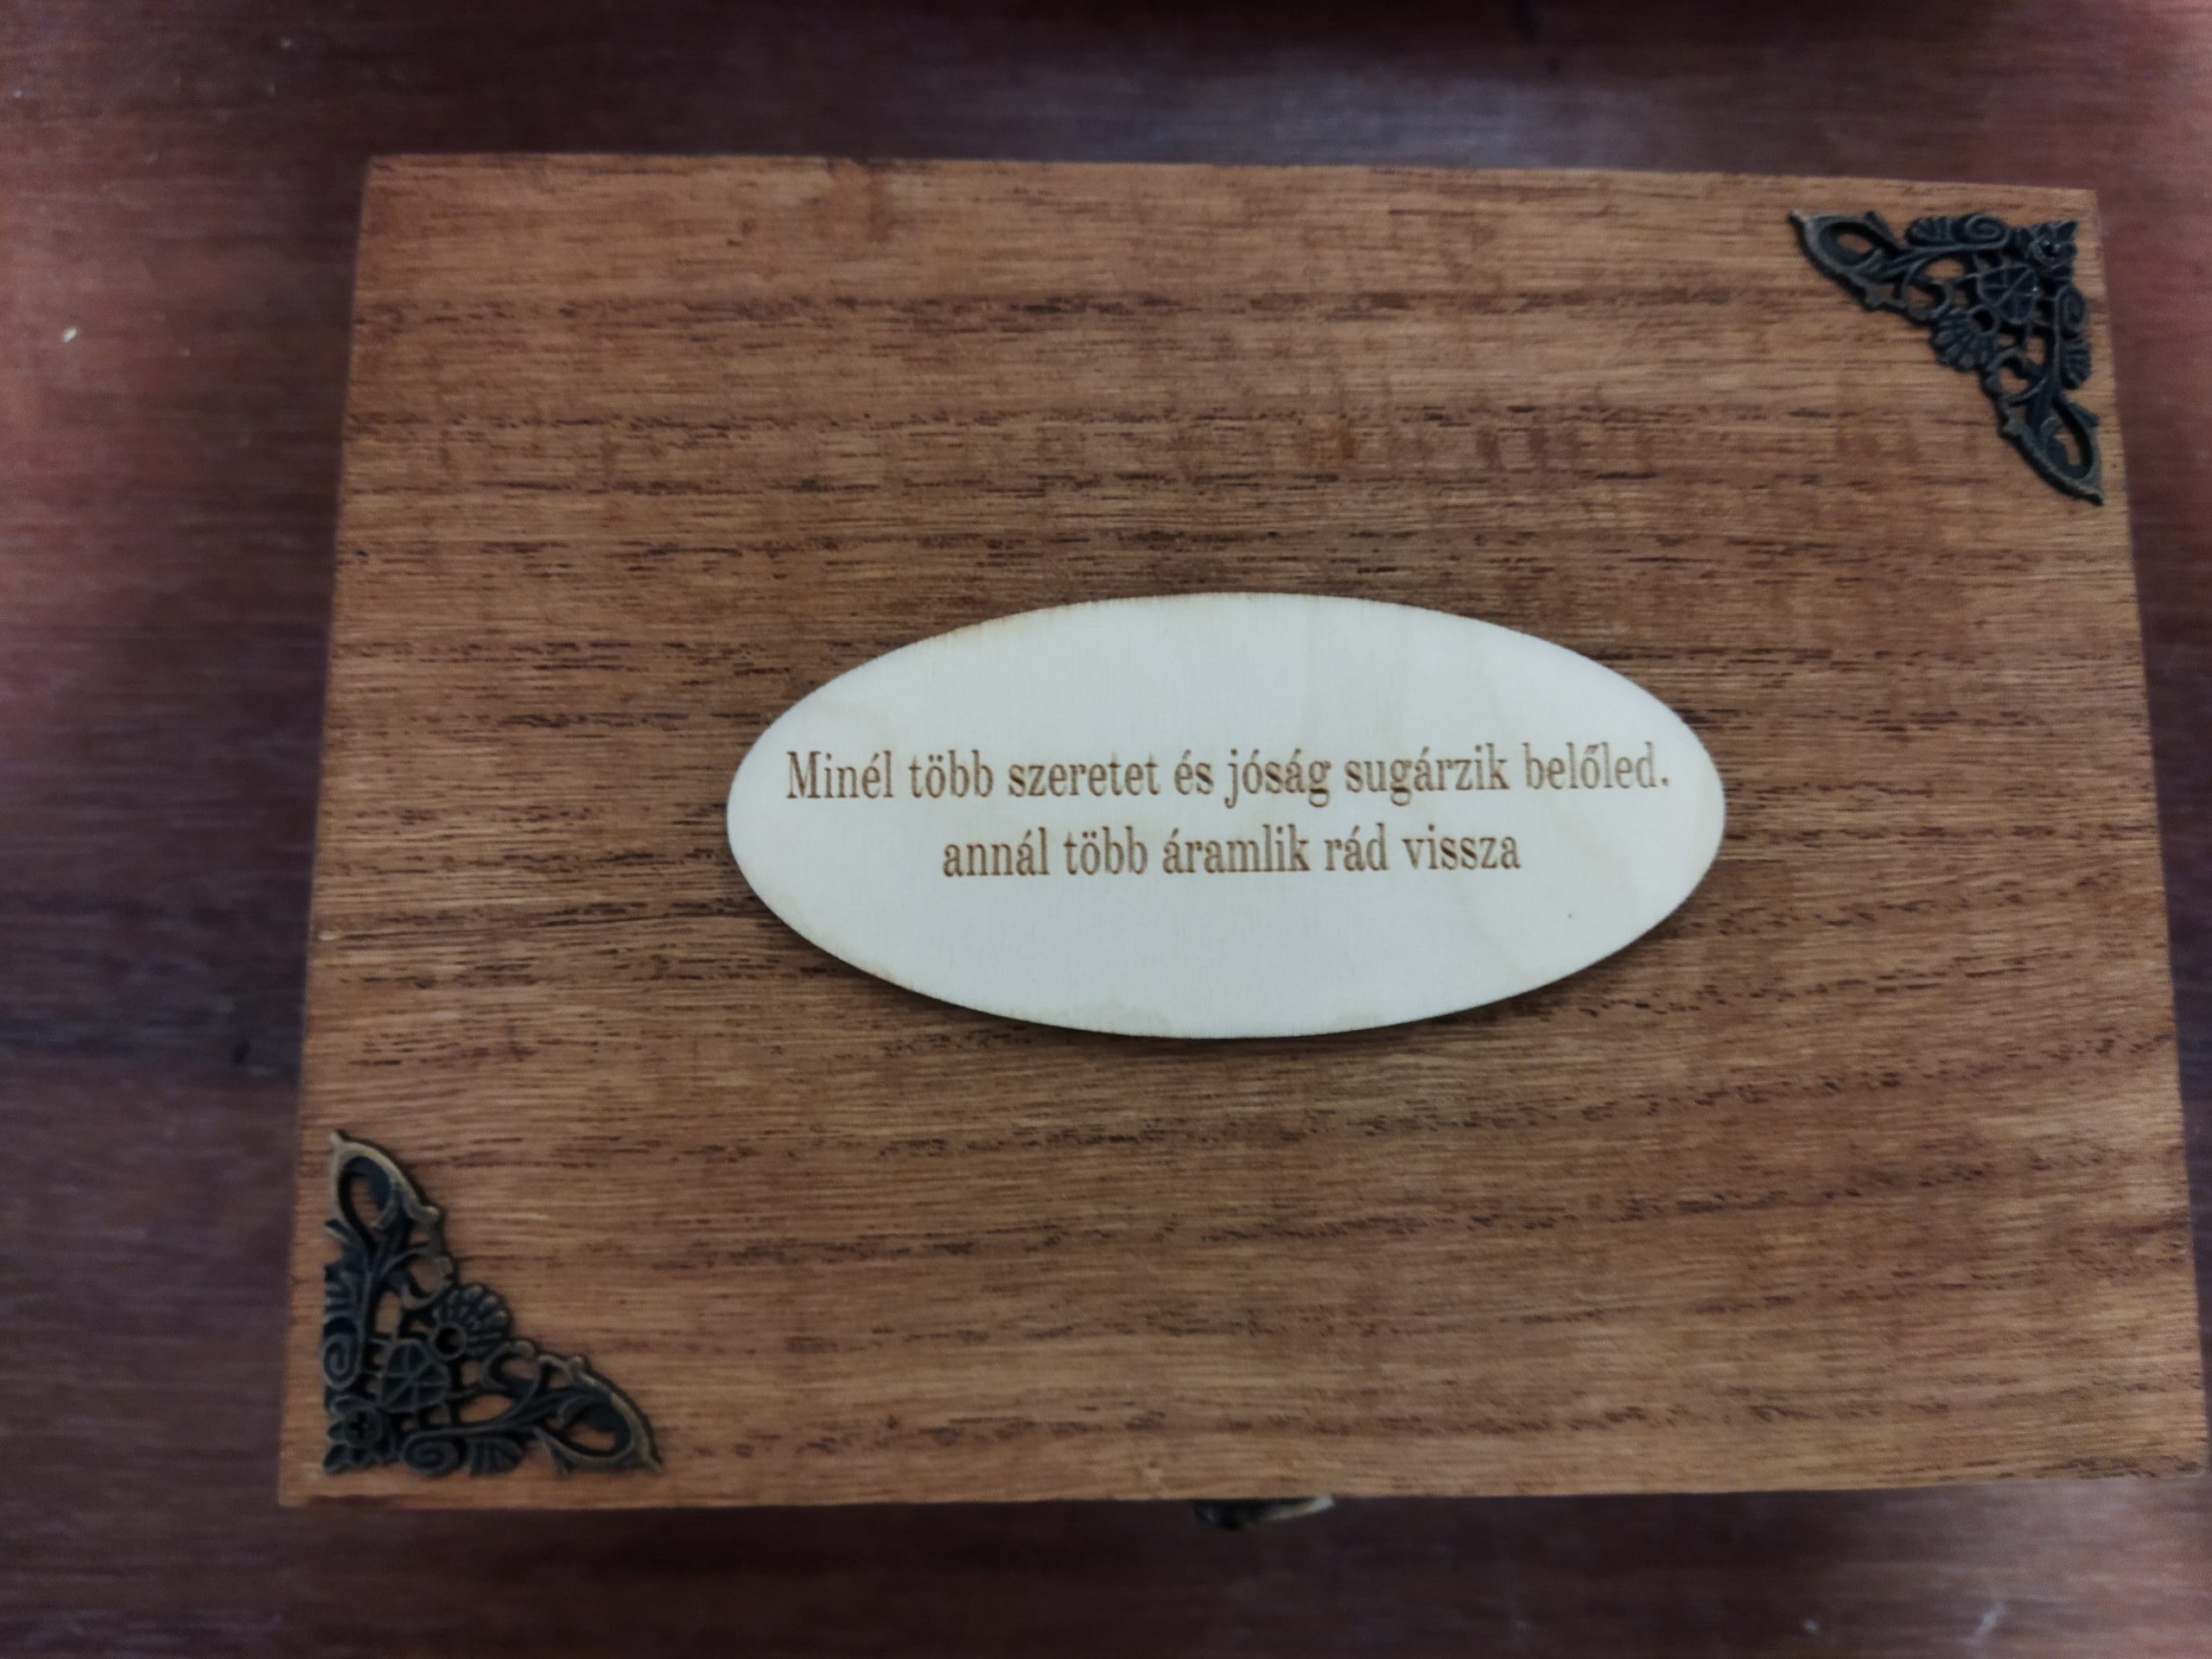 Minél több szeretet és jóság sugárzik belőled.
annál több áramlik rád vissza